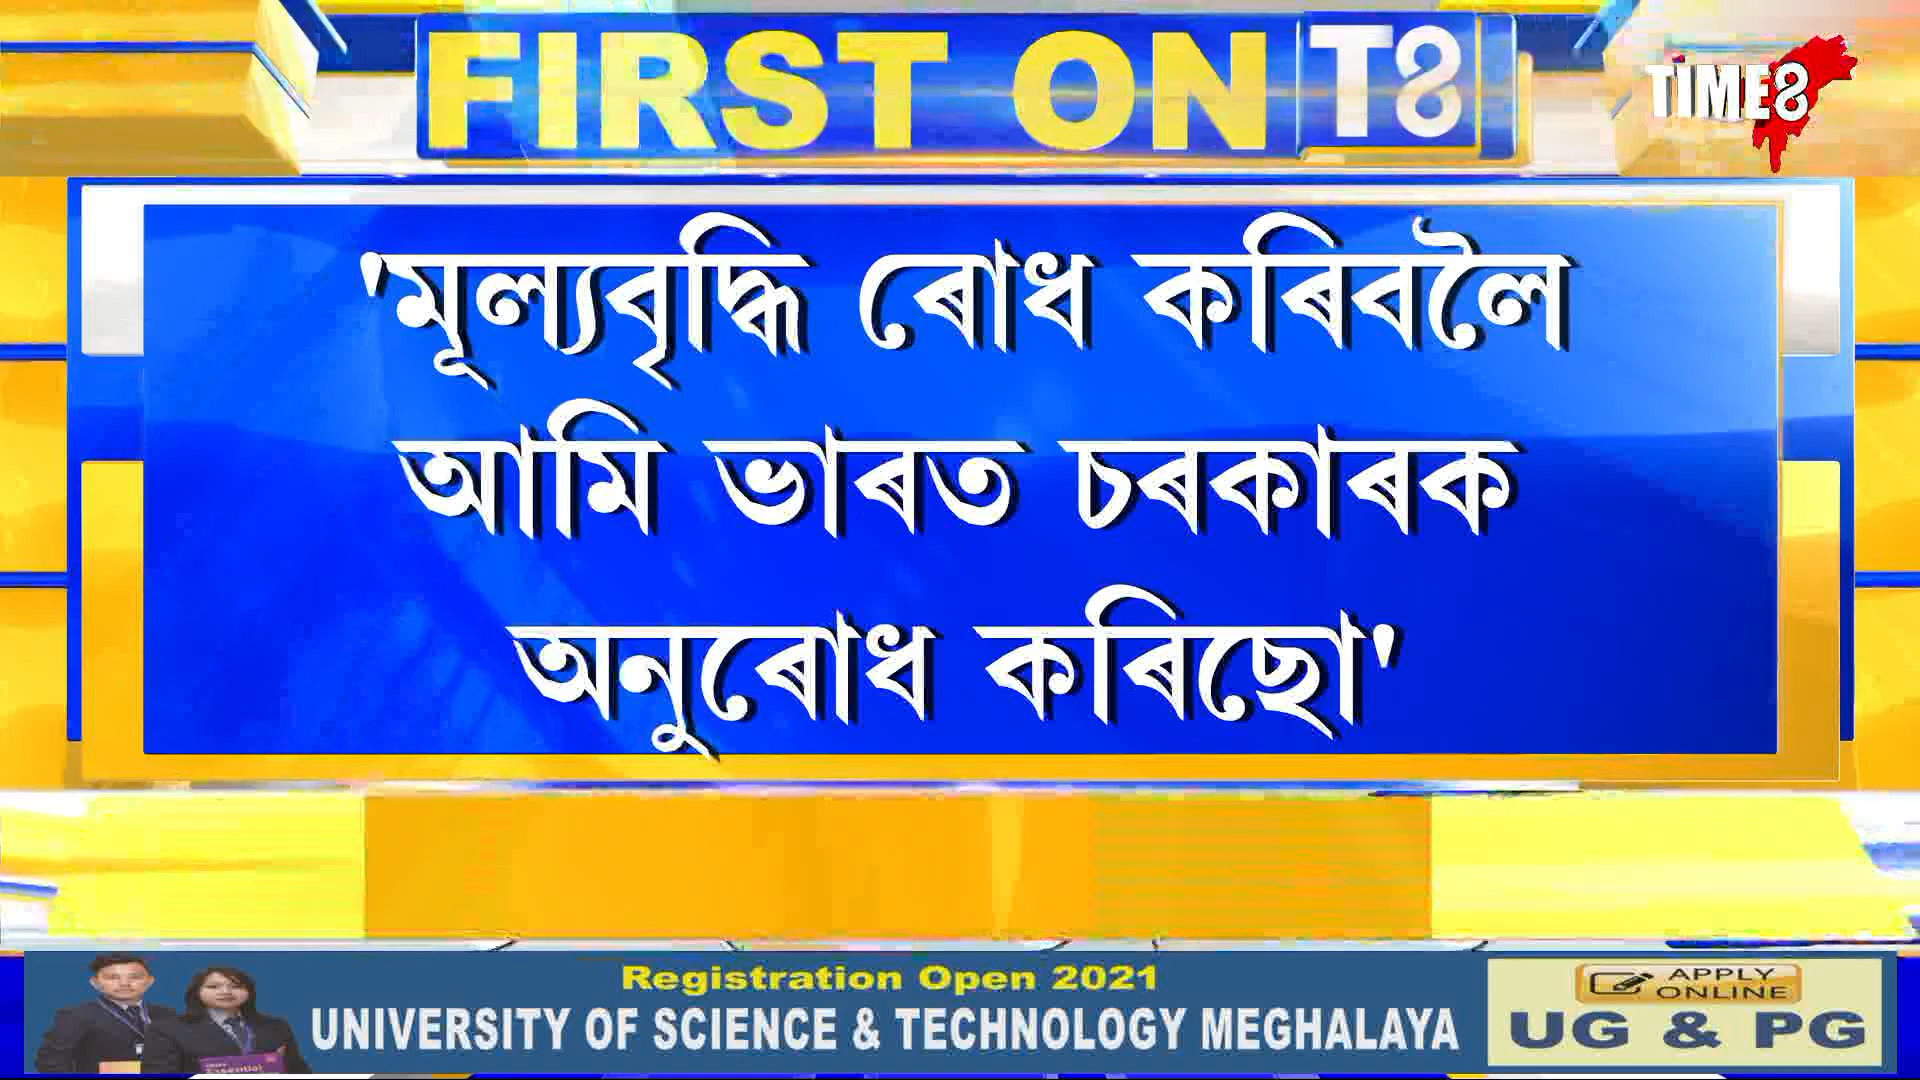 FIRST ON T8
TIME8
'মূল্যবৃদ্ধি ৰোধ কৰিবলৈ
আমি ভাৰত চৰকাৰক
অনুৰোধ কৰিছো'
Registration Open 2021
UNIVERSITY OF SCIENCE & TECHNOLOGY MEGHALAYA
APPLY
ONLINE
UG & PG
Essential